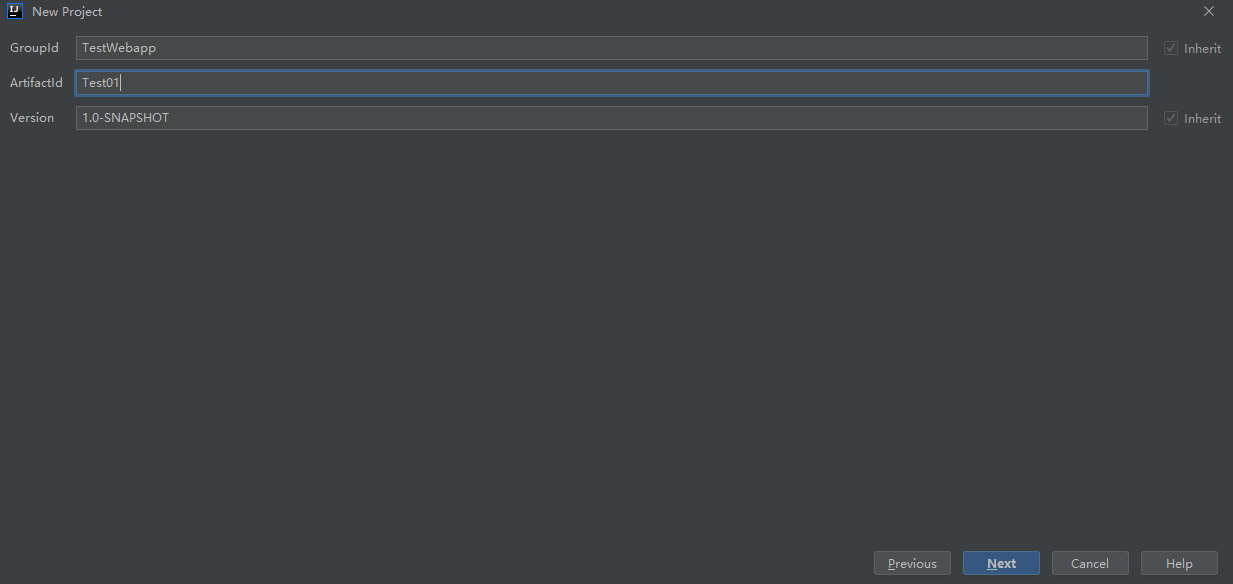 IJ New Project
GroupId TestWebapp Inherit
ArtifactId Test01
Version 1.0-SNAPSHOT Inherit
Previous Next Cancel Help